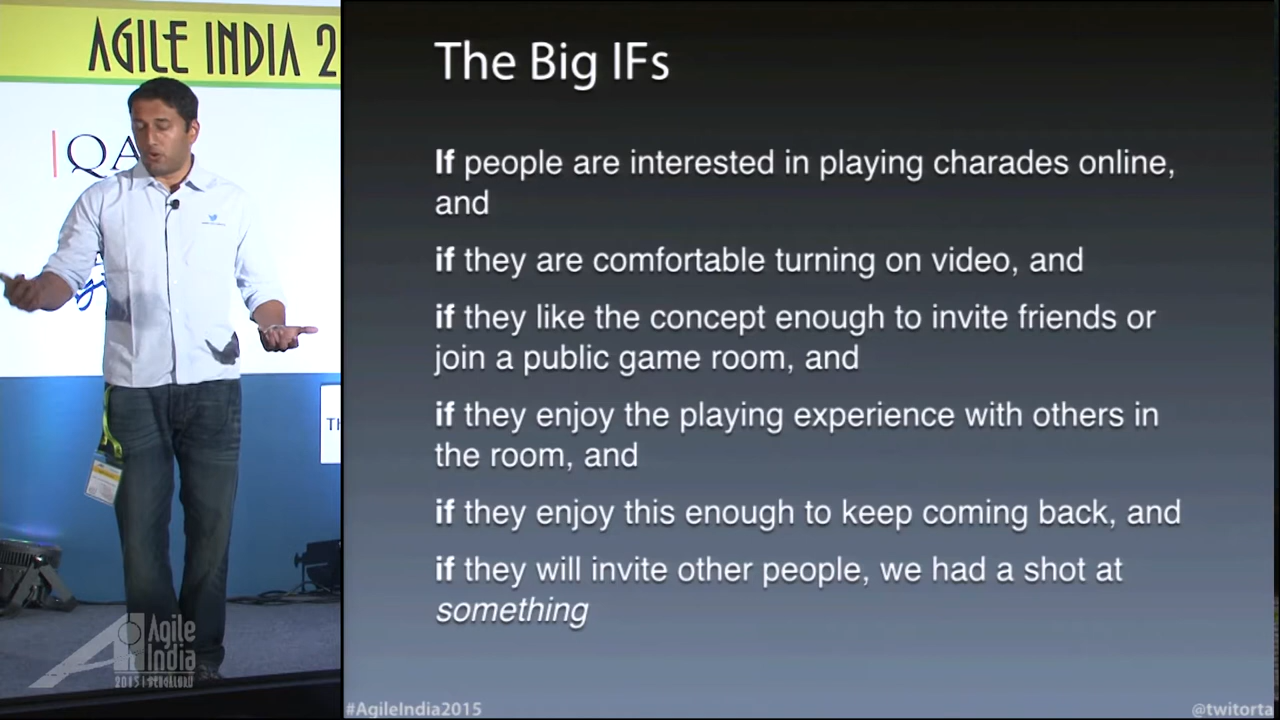 AGILE INDIA 2
QA
The Big IFs
If people are interested in playing charades online,
and
if they are comfortable turning on video, and
if they like the concept enough to invite friends or
join a public game room, and
if they enjoy the playing experience with others in
the room, and
if they enjoy this enough to keep coming back, and
if they will invite other people, we had a shot at
something
Agile
India
2015 | BENGALURU
#AgileIndia2015
@twitorta